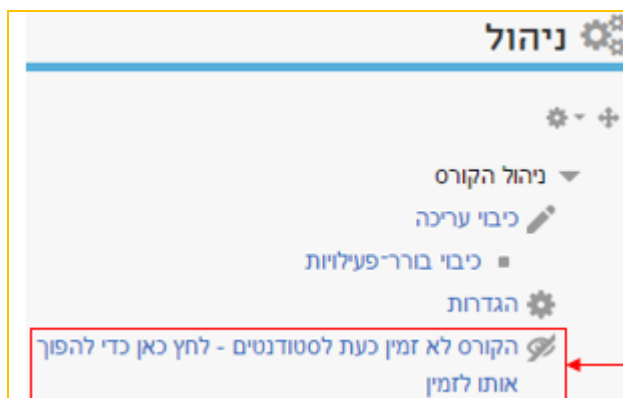 ניהול
ניהול הקורס
כיבוי עריכה
כיבוי בורר־פעילויות
הגדרות
הקורס לא זמין כעת לסטודנטים - לחץ כאן כדי להפוך
אותו לזמין